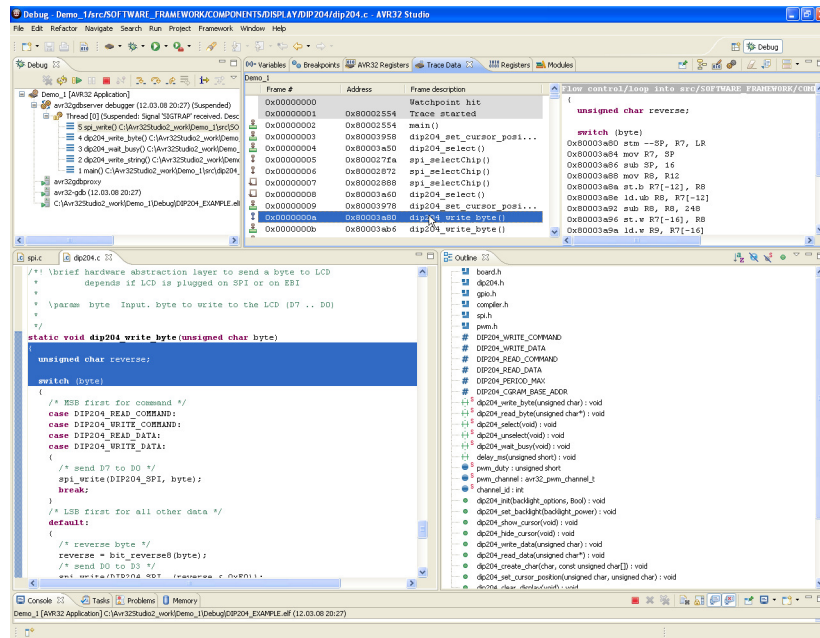 Debug - Demo_1/src/SOFTWARE_FRAMEWORK/COMPONENTS/DISPLAY/DIP204/dip204.c - AVR32 Studio
File Edit Refactor Navigate Search Run Project Framework Window Help
Debug
Debug
Demo_1 [AVR32 Application]
avr32gdbserver debugger (12.03.08 20:27) (Suspended)
Thread [0] (Suspended: Signal 'SIGTRAP' received. Desc
5 spi_write() C:\Avr32Studio2_work\Demo_1\src\SO
4 dip204_write_byte() C:\Avr32Studio2_work\Demo
3 dip204_wait_busy() C:\Avr32Studio2_work\Demo_
2 dip204_write_string() C:\Avr32Studio2_work\Demo
1 main() C:\Avr32Studio2_work\Demo_1\src\dip204_
avr32gdbproxy
avr32-gdb (12.03.08 20:27)
C:\Avr32Studio2_work\Demo_1\Debug\DIP204_EXAMPLE.elf
Variables Breakpoints AVR32 Registers Trace Data Registers Modules
Demo_1
Frame # Address Frame description
0x00000000 Watchpoint hit
0x00000001 0x80002554 Trace started
0x00000002 0x80002554 main()
0x00000003 0x80003958 dip204_set_cursor_posi...
0x00000004 0x80003a50 dip204_select()
0x00000005 0x800027fa spi_selectChip()
0x00000006 0x80002872 spi_selectChip()
0x00000007 0x80002888 spi_selectChip()
0x00000008 0x80003a60 dip204_select()
0x00000009 0x80003978 dip204_set_cursor_posi...
0x0000000a 0x80003a80 dip204_write_byte()
0x0000000b 0x80003ab6 dip204_write_byte()
Flow control/loop into src/SOFTWARE_FRAMEWORK/COM
{
unsigned char reverse;
switch (byte)
0x80003a80 stm --SP, R7, LR
0x80003a84 mov R7, SP
0x80003a86 sub SP, 16
0x80003a88 mov R8, R12
0x80003a8a st.b R7[-12], R8
0x80003a8e ld.ub R8, R7[-12]
0x80003a92 sub R8, R8, 248
0x80003a96 st.w R7[-16], R8
0x80003a9a ld.w R9, R7[-16]
spi.c dip204.c
/*! \brief hardware abstraction layer to send a byte to LCD
* depends if LCD is plugged on SPI or on EBI
*
* \param byte Input. byte to write to the LCD (D7 .. D0)
*
*/
static void dip204_write_byte(unsigned char byte)
{
unsigned char reverse;
switch (byte)
{
/* MSB first for command */
case DIP204_READ_COMMAND:
case DIP204_WRITE_COMMAND:
case DIP204_READ_DATA:
case DIP204_WRITE_DATA:
{
/* send D7 to D0 */
spi_write(DIP204_SPI, byte);
break;
}
/* LSB first for all other data */
default:
{
/* reverse byte */
reverse = bit_reverse8(byte);
/* send D0 to D3 */
spi_write(DIP204_SPI, (reverse & 0xF0));
Outline
board.h
dip204.h
gpio.h
compiler.h
spi.h
pwm.h
DIP204_WRITE_COMMAND
DIP204_WRITE_DATA
DIP204_READ_COMMAND
DIP204_READ_DATA
DIP204_PERIOD_MAX
DIP204_CGRAM_BASE_ADDR
dip204_write_byte(unsigned char) : void
dip204_read_byte(unsigned char*) : void
dip204_select(void) : void
dip204_unselect(void) : void
dip204_wait_busy(void) : void
delay_ms(unsigned short) : void
pwm_duty : unsigned short
pwm_channel : avr32_pwm_channel_t
channel_id : int
dip204_init(backlight_options, Bool) : void
dip204_set_backlight(backlight_power) : void
dip204_show_cursor(void) : void
dip204_hide_cursor(void) : void
dip204_write_data(unsigned char) : void
dip204_read_data(unsigned char*) : void
dip204_create_char(char, const unsigned char[]) : void
dip204_set_cursor_position(unsigned char, unsigned char) : void
dip204_clear_display(void) : void
Console Tasks Problems Memory
Demo_1 [AVR32 Application] C:\Avr32Studio2_work\Demo_1\Debug\DIP204_EXAMPLE.elf (12.03.08 20:27)